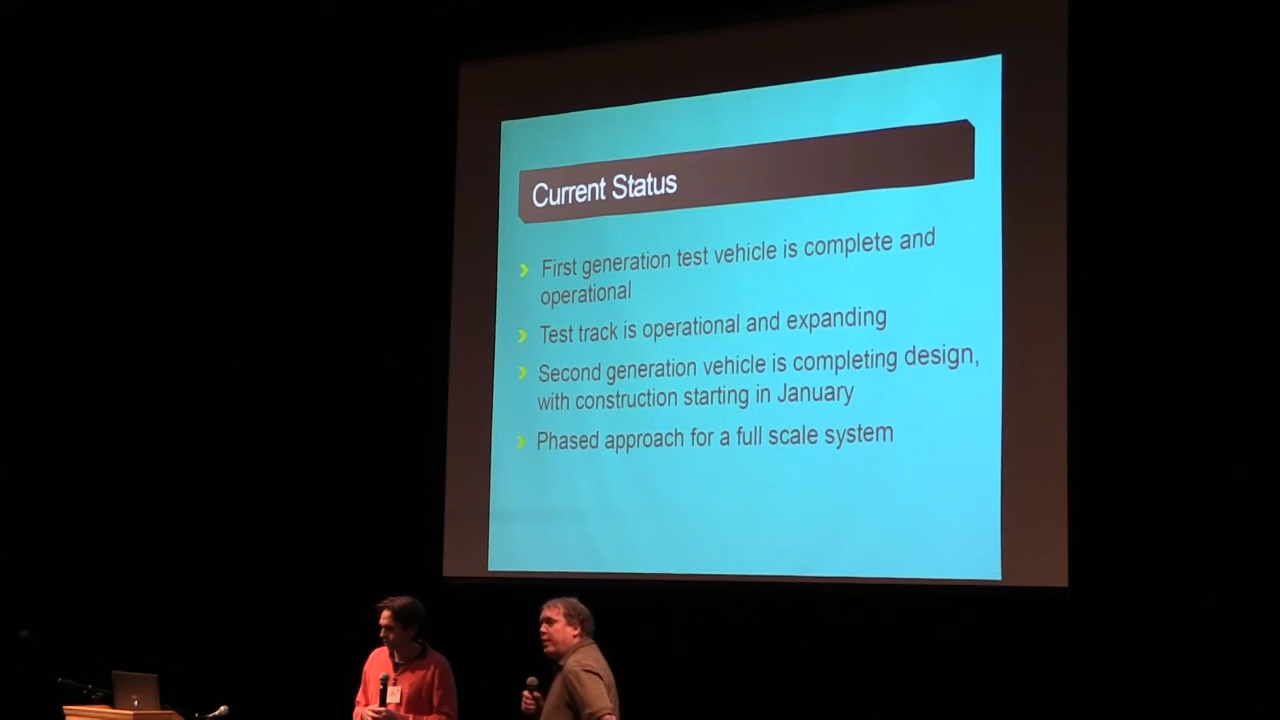 Current Status
First generation test vehicle is complete and
operational
Test track is operational and expanding
Second generation vehicle is completing design,
with construction starting in January
Phased approach for a full scale system